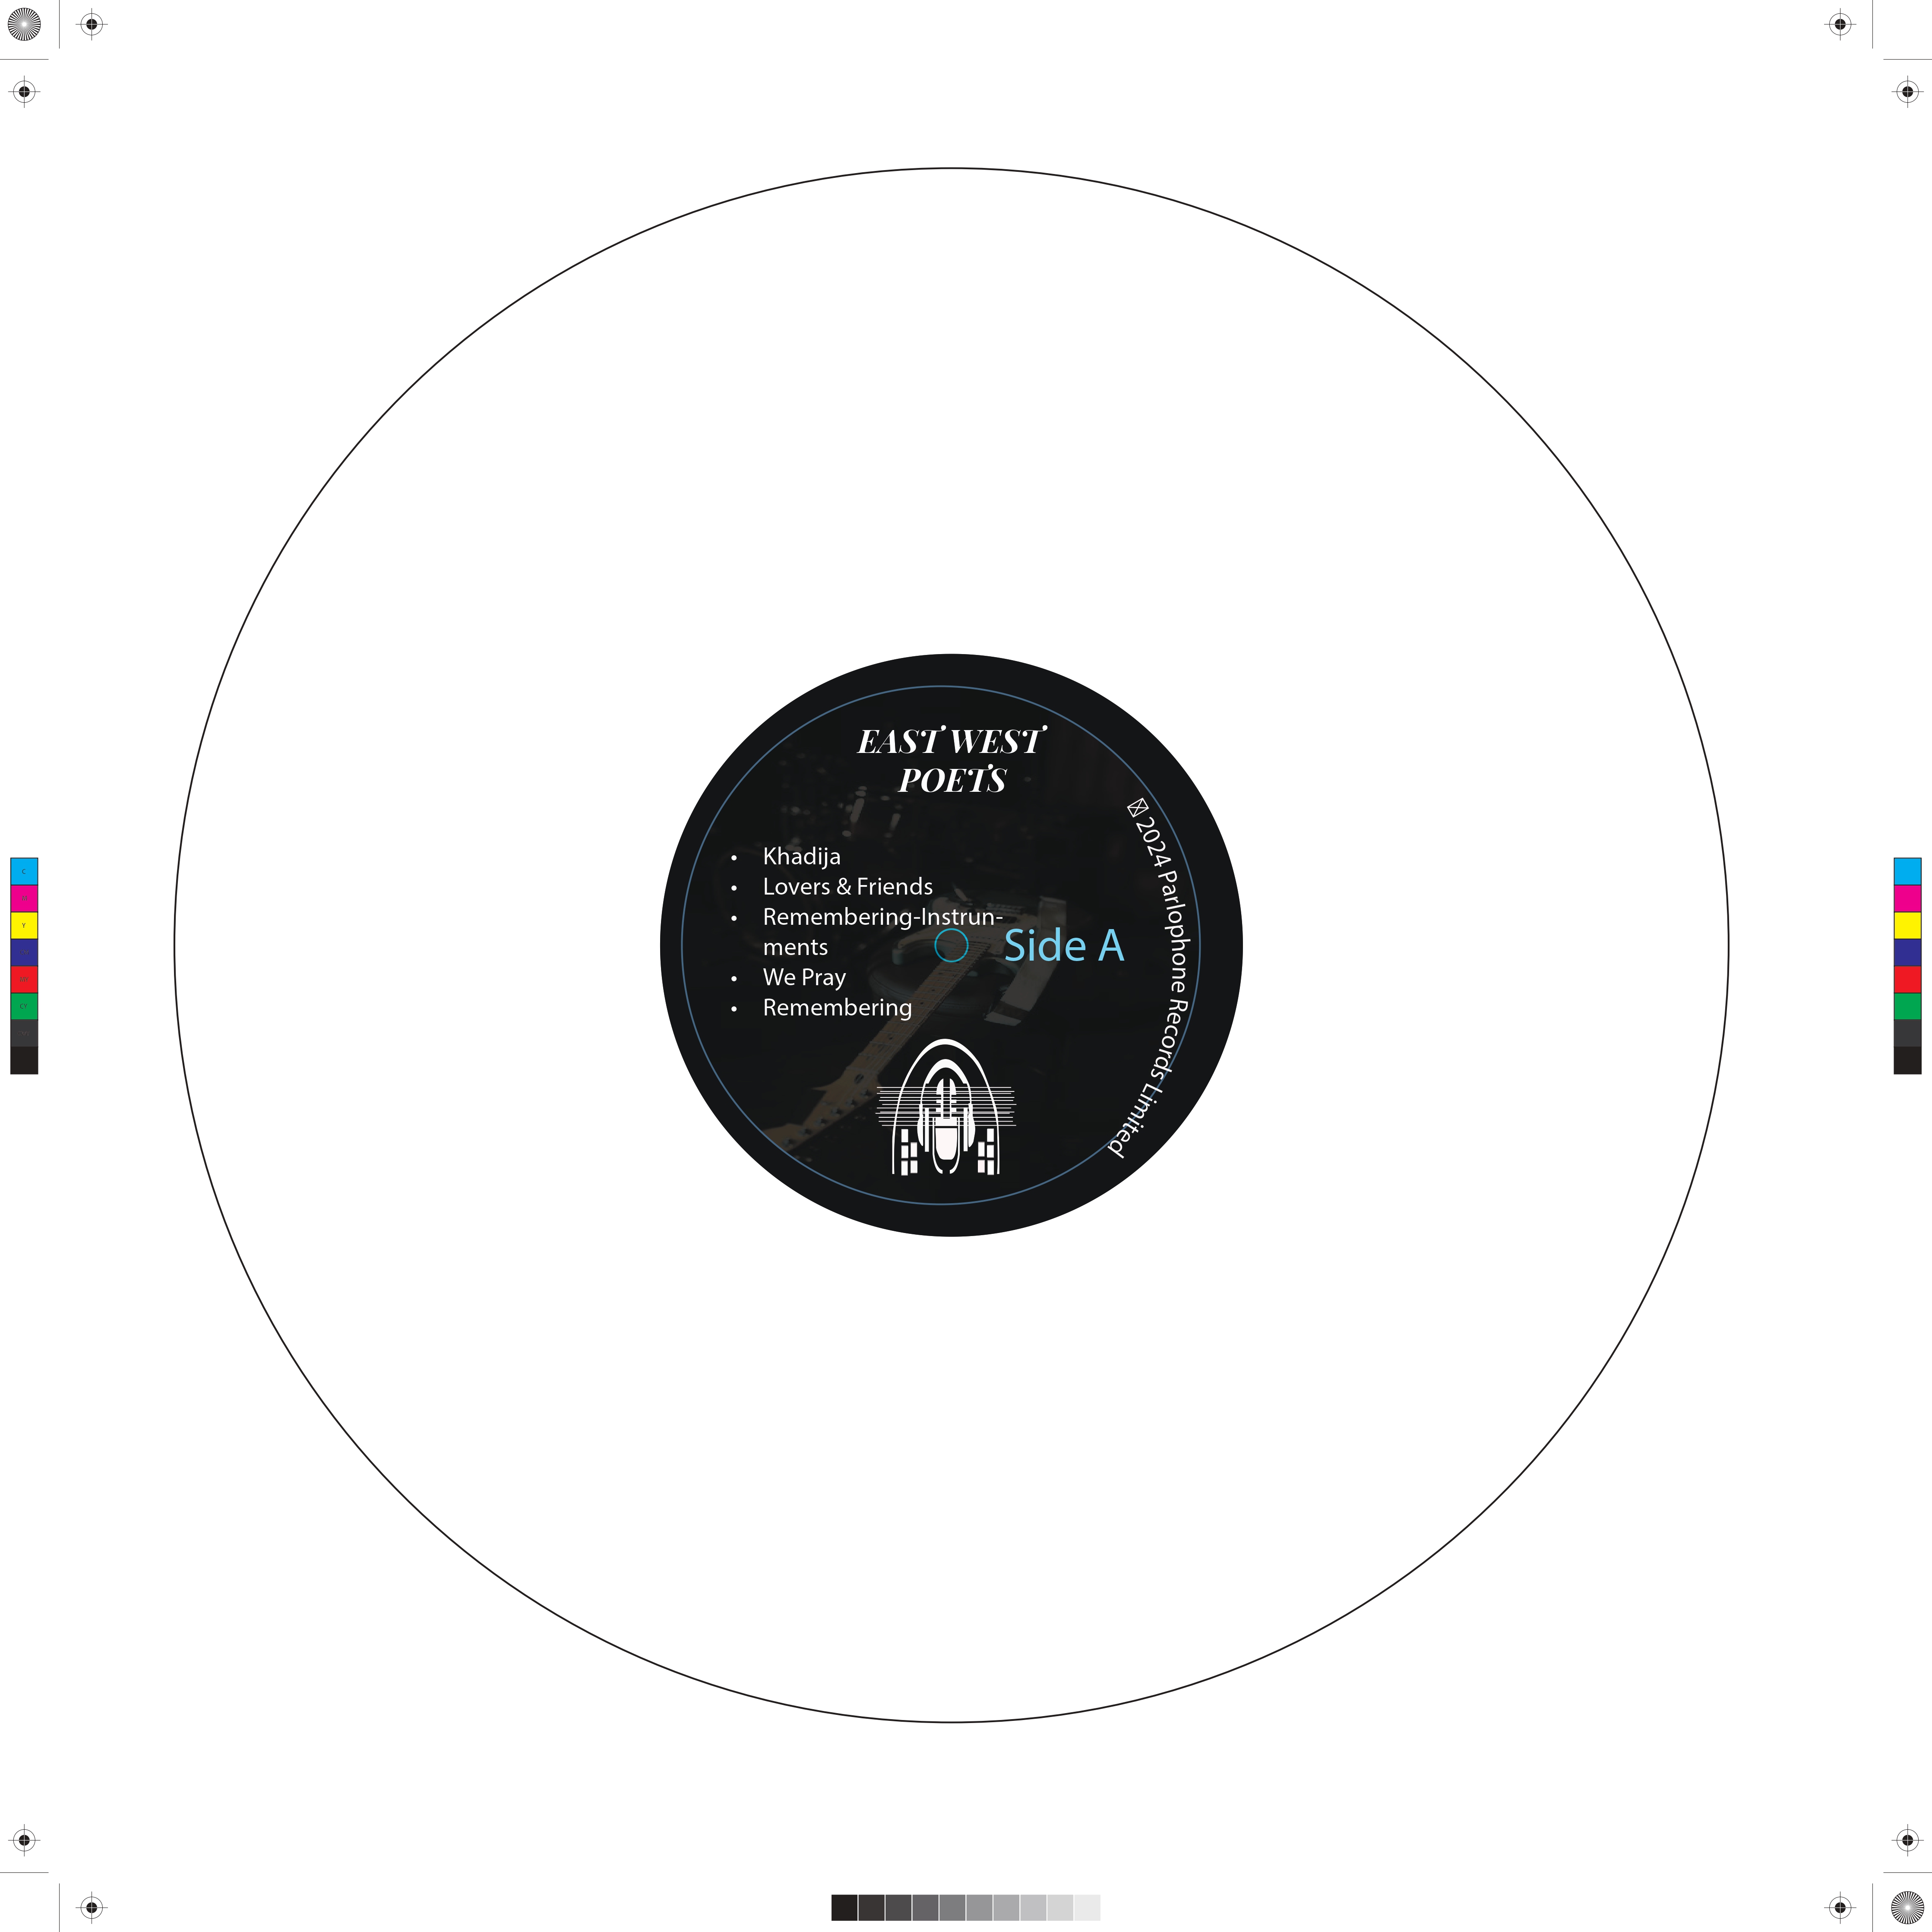 EAST WEST
POETS
• Khadija
• Lovers & Friends
• Remembering-Instrun-
ments
• We Pray
• Remembering
Side A
2024 Parlophone Records Limited
C
Y